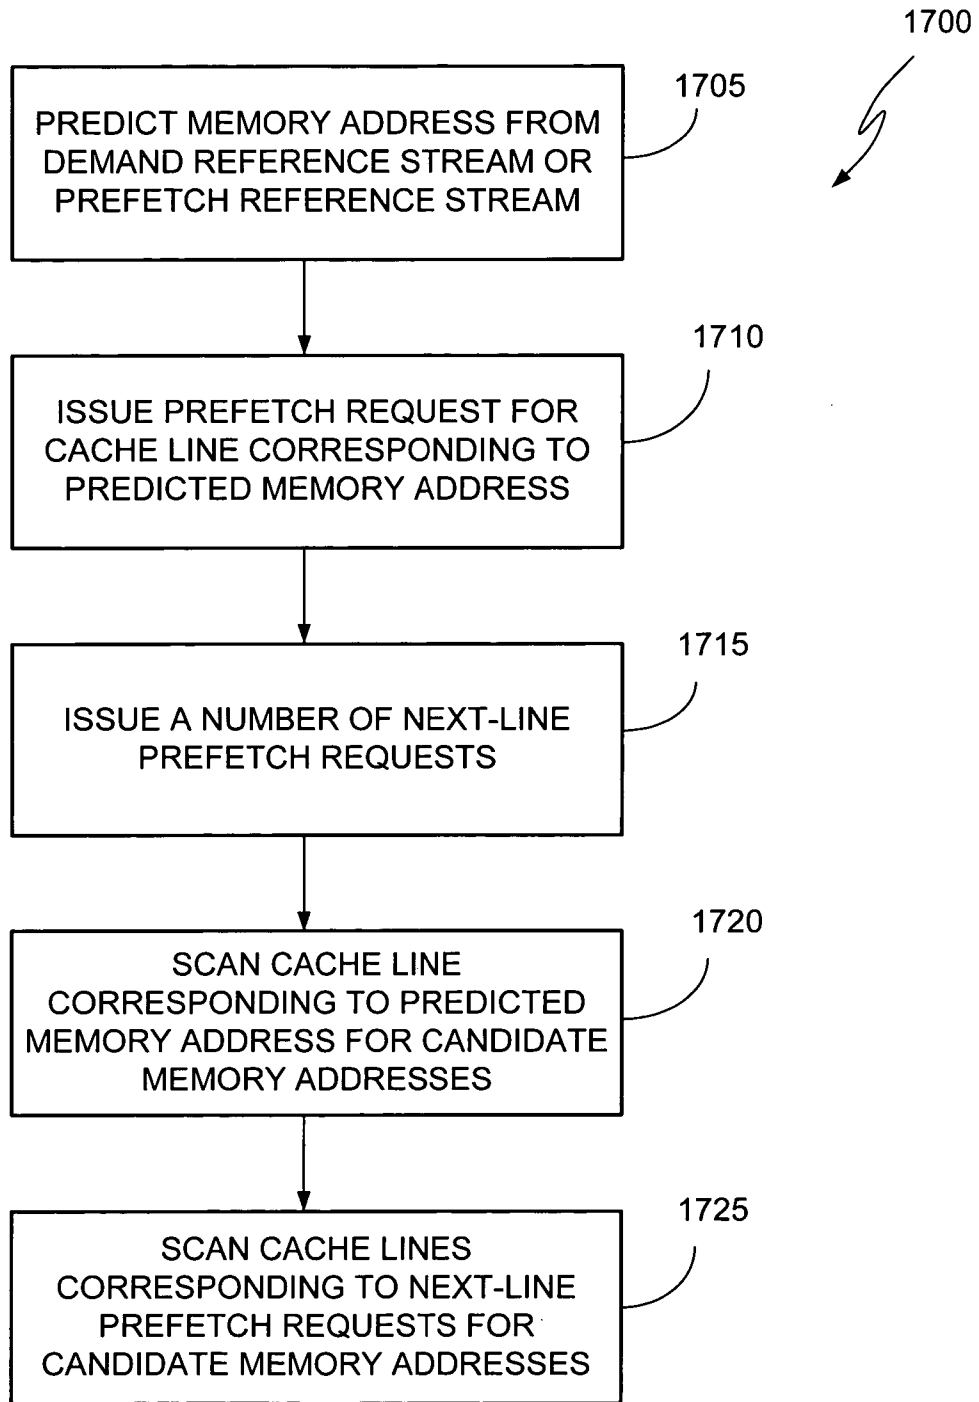 1700
1705
PREDICT MEMORY ADDRESS FROM
DEMAND REFERENCE STREAM OR
PREFETCH REFERENCE STREAM
1710
ISSUE PREFETCH REQUEST FOR
CACHE LINE CORRESPONDING TO
PREDICTED MEMORY ADDRESS
1715
ISSUE A NUMBER OF NEXT-LINE
PREFETCH REQUESTS
1720
SCAN CACHE LINE
CORRESPONDING TO PREDICTED
MEMORY ADDRESS FOR CANDIDATE
MEMORY ADDRESSES
1725
SCAN CACHE LINES
CORRESPONDING TO NEXT-LINE
PREFETCH REQUESTS FOR
CANDIDATE MEMORY ADDRESSES